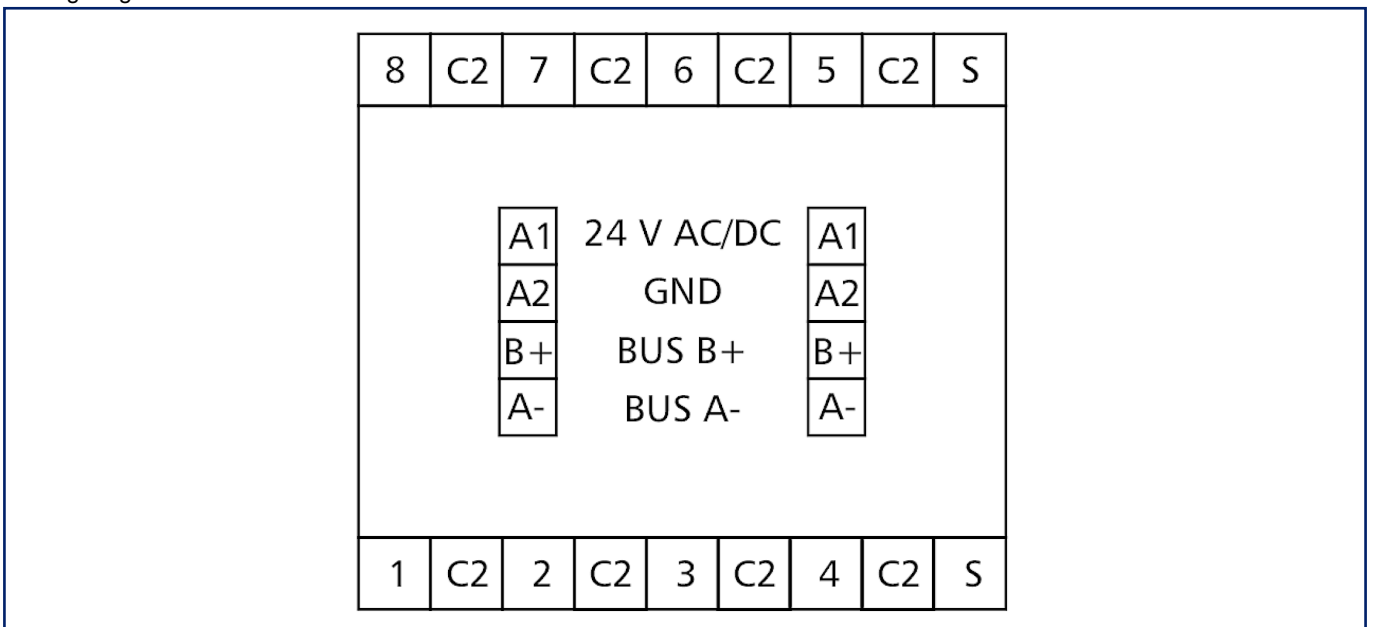 8 C2 7 C2 6 C2 5 C2 S
A1 24 V AC/DC A1
A2 GND A2
B+ BUS B+ B+
A- BUS A- A-
1 C2 2 C2 3 C2 4 C2 S